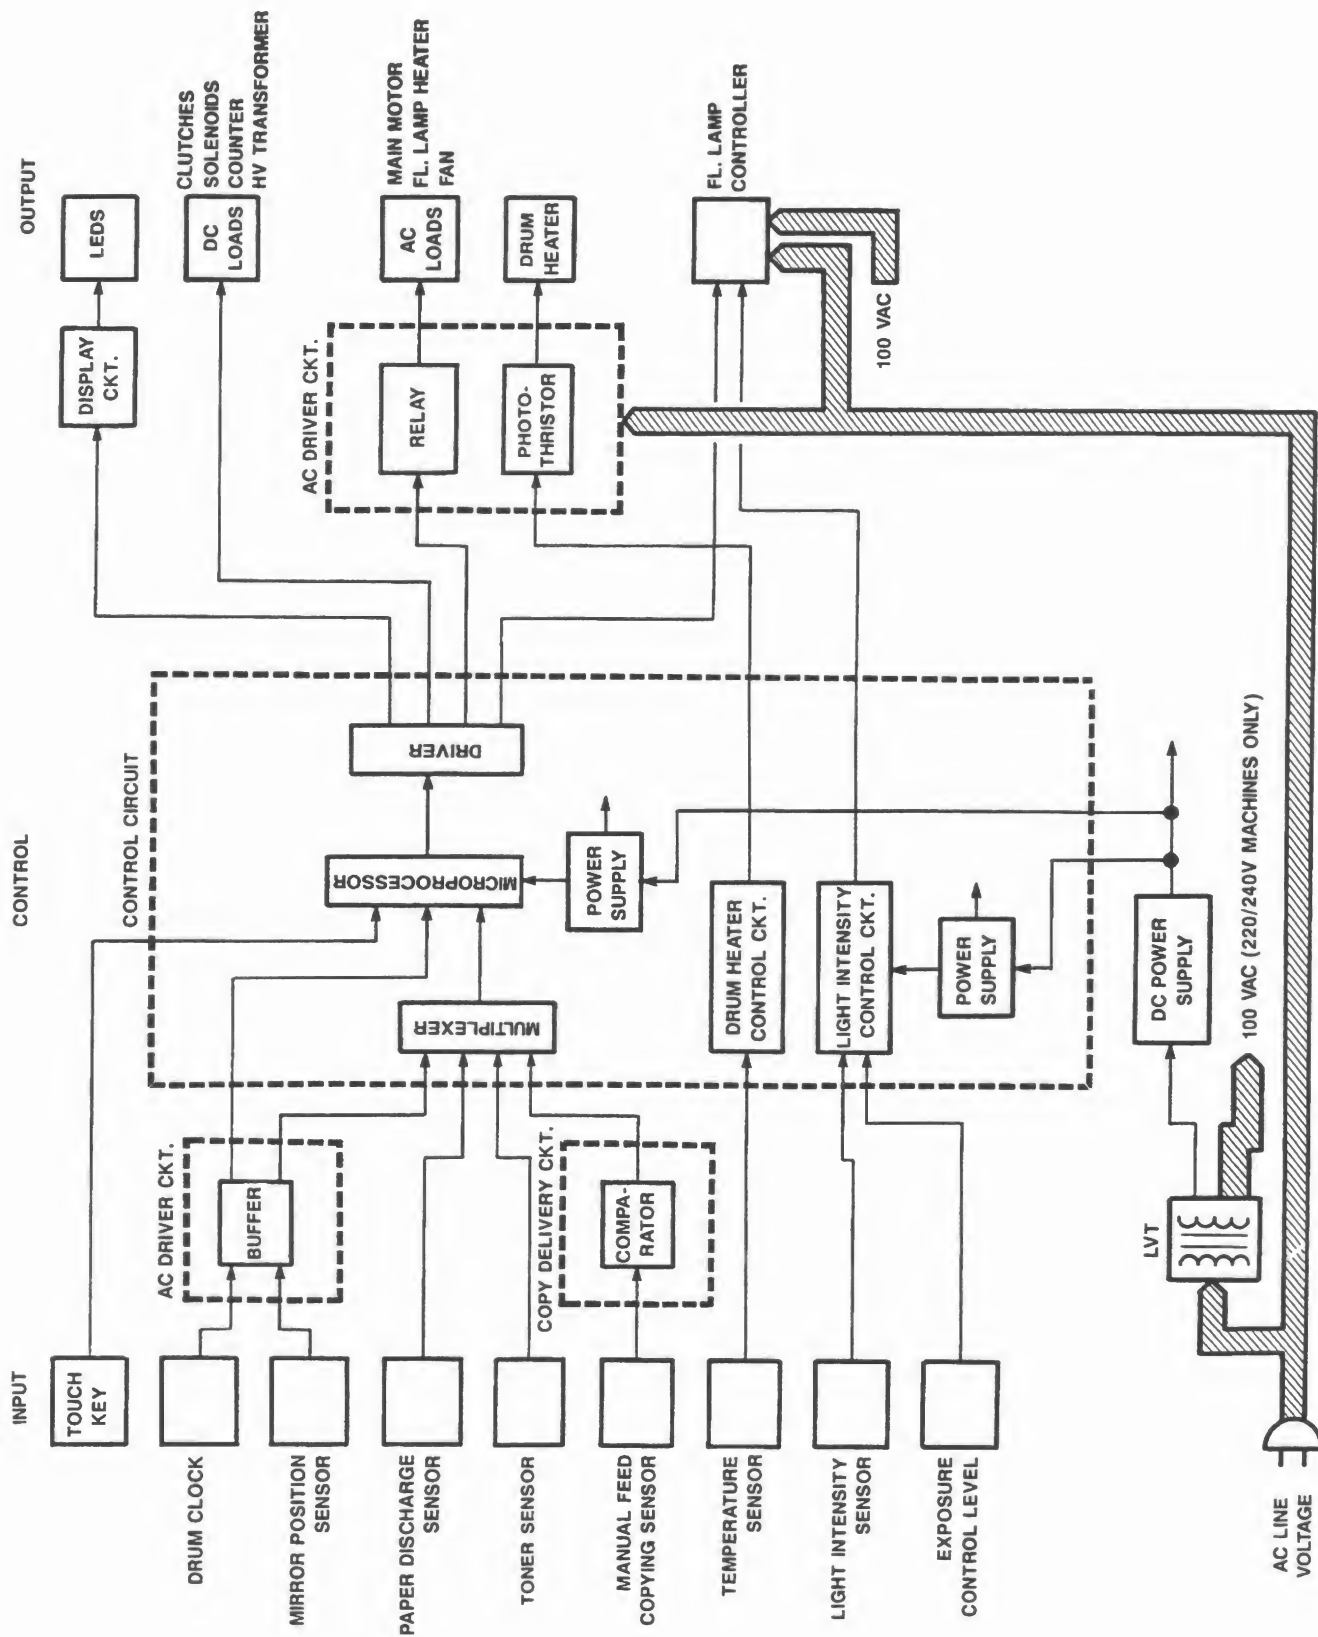 INPUT
CONTROL
OUTPUT
TOUCH
KEY
DRUM CLOCK
MIRROR POSITION
SENSOR
PAPER DISCHARGE
SENSOR
TONER SENSOR
MANUAL FEED
COPYING SENSOR
TEMPERATURE
SENSOR
LIGHT INTENSITY
SENSOR
EXPOSURE
CONTROL LEVEL
AC LINE
VOLTAGE
AC DRIVER CKT.
BUFFER
COPY DELIVERY CKT.
COMPA-
RATOR
LVT
100 VAC (220/240V MACHINES ONLY)
DC POWER
SUPPLY
CONTROL CIRCUIT
MULTIPLEXER
MICROPROCESSOR
DRIVER
POWER
SUPPLY
DRUM HEATER
CONTROL CKT.
LIGHT INTENSITY
CONTROL CKT.
POWER
SUPPLY
DISPLAY
CKT.
LEDS
CLUTCHES
SOLENOIDS
COUNTER
HV TRANSFORMER
DC
LOADS
AC DRIVER CKT.
RELAY
PHOTO-
THRISTOR
MAIN MOTOR
FL. LAMP HEATER
FAN
AC
LOADS
DRUM
HEATER
FL. LAMP
CONTROLLER
100 VAC